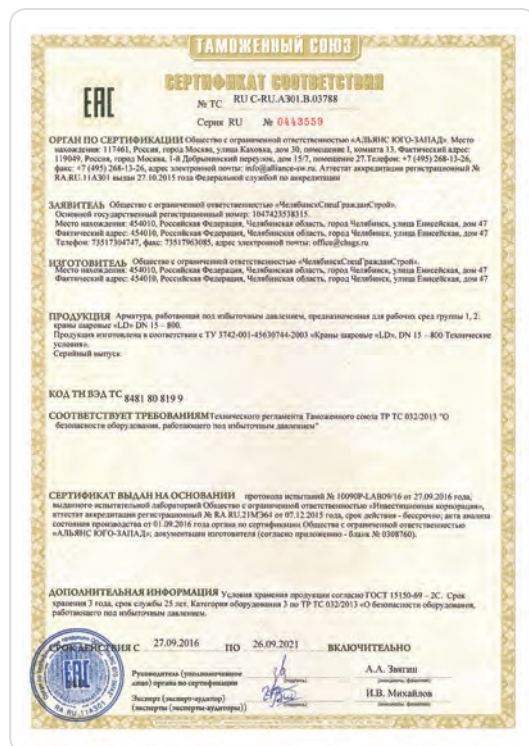 ТАМОЖЕННЫЙ СОЮЗ
СЕРТИФИКАТ СООТВЕТСТВИЯ
ЕАС
№ ТС RU C-RU.А301.В.03788
Серия RU № 0443559
ОРГАН ПО СЕРТИФИКАЦИИ Общество с ограниченной ответственностью «АЛЬЯНС ЮГО-ЗАПАД». Место
нахождения: 117461, Россия, город Москва, улица Каховка, дом 30, помещение I, комната 13. Фактический адрес:
119049, Россия, город Москва, 1-й Добрынинский переулок, дом 15/7, помещение 27.Телефон: +7 (495) 268-13-26,
факс: +7 (495) 268-13-26, адрес электронной почты: info@alliance-sw.ru. Аттестат аккредитации регистрационный №
RA.RU.11А301 выдан 27.10.2015 года Федеральной службой по аккредитации
ЗАЯВИТЕЛЬ Общество с ограниченной ответственностью «ЧелябинскСпецГражданСтрой».
Основной государственный регистрационный номер: 1047423538315.
Место нахождения: 454010, Российская Федерация, Челябинская область, город Челябинск, улица Енисейская, дом 47
Фактический адрес: 454010, Российская Федерация, Челябинская область, город Челябинск, улица Енисейская, дом 47
Телефон: 73517304747, факс: 73517963085, адрес электронной почты: office@chsgs.ru
ИЗГОТОВИТЕЛЬ Общество с ограниченной ответственностью «ЧелябинскСпецГражданСтрой».
Место нахождения: 454010, Российская Федерация, Челябинская область, город Челябинск, улица Енисейская, дом 47
Фактический адрес: 454010, Российская Федерация, Челябинская область, город Челябинск, улица Енисейская, дом 47
ПРОДУКЦИЯ Арматура, работающая под избыточным давлением, предназначенная для рабочих сред группы 1, 2:
краны шаровые «LD» DN 15 – 800.
Продукция изготовлена в соответствии с ТУ 3742-001-45630744-2003 «Краны шаровые «LD», DN 15 – 800 Технические
условия».
Серийный выпуск
КОД ТН ВЭД ТС 8481 80 819 9
СООТВЕТСТВУЕТ ТРЕБОВАНИЯМ Технического регламента Таможенного союза ТР ТС 032/2013 "О
безопасности оборудования, работающего под избыточным давлением"
СЕРТИФИКАТ ВЫДАН НА ОСНОВАНИИ протокола испытаний № 10090Р-LAB09/16 от 27.09.2016 года,
выданного испытательной лабораторией Общество с ограниченной ответственностью «Инвестиционная корпорация»,
аттестат аккредитации регистрационный № RA.RU.21МЭ64 от 07.12.2015 года, срок действия - бессрочно; акта анализа
состояния производства от 01.09.2016 года органа по сертификации Общества с ограниченной ответственностью
«АЛЬЯНС ЮГО-ЗАПАД»; документации изготовителя (согласно приложению - бланк № 0308760).
ДОПОЛНИТЕЛЬНАЯ ИНФОРМАЦИЯ Условия хранения продукции согласно ГОСТ 15150-69 – 2С. Срок
хранения 3 года, срок службы 25 лет. Категория оборудования 3 по ТР ТС 032/2013 «О безопасности оборудования,
работающего под избыточным давлением»
СРОК ДЕЙСТВИЯ С 27.09.2016 ПО 26.09.2021 ВКЛЮЧИТЕЛЬНО
Руководитель (уполномоченное
лицо) органа по сертификации
(подпись)
А.А. Звягин
(инициалы, фамилия)
Эксперт (эксперт-аудитор)
(эксперты (эксперты-аудиторы))
(подпись)
И.В. Михайлов
(инициалы, фамилия)
ЕАС
RA.RU.11А301